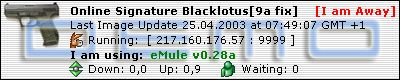 Online Signature Blacklotus[9a fix] [I am Away]
Last Image Update 25.04.2003 at 07:49:07 GMT +1
Running: [ 217.160.176.57 : 9999 ]
I am using: eMule v0.28a
Down: 0,0 Up: 0,9 Waiting: 0